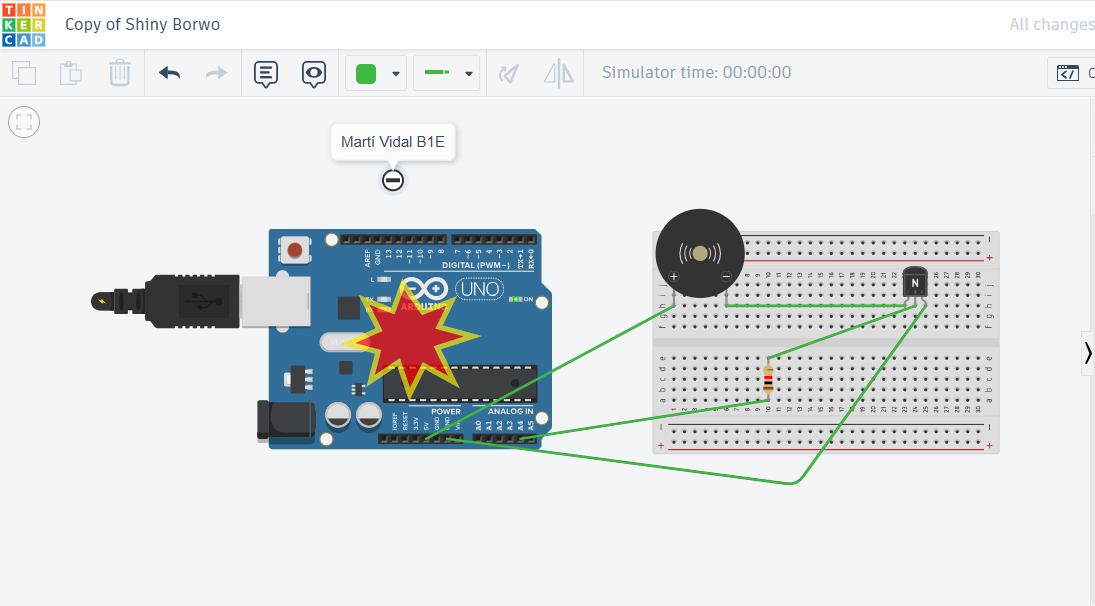 TIN
KER
CAD
Copy of Shiny Borwo
All changes
Simulator time: 00:00:00
Martí Vidal B1E
AREF
GND
13
12
~11
~10
~9
8
7
~6
~5
4
~3
2
TX→1
RX←0
DIGITAL (PWM~)
L
TX
UNO
ON
ARDUINO
POWER
ANALOG IN
IOREF
RESET
3.3V
5V
GND
GND
A0
A1
A2
A3
A4
A5
N